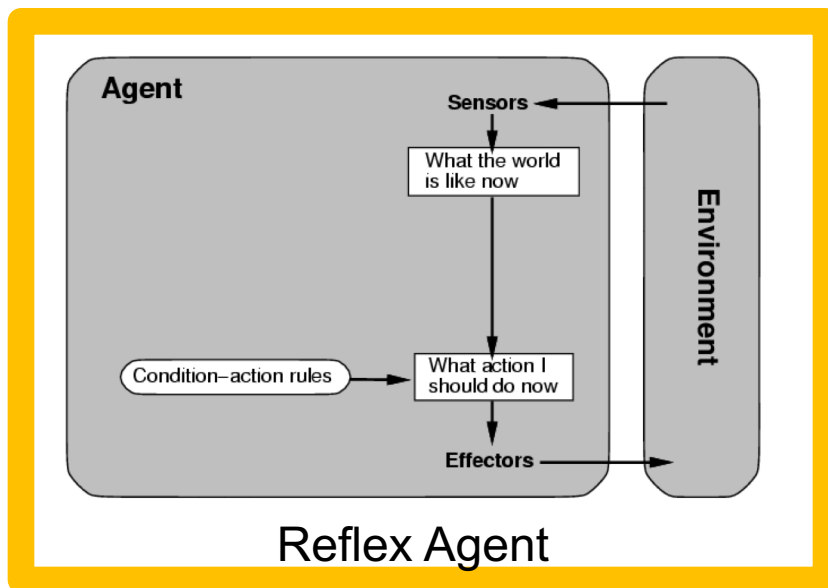 Agent
Sensors
What the world
is like now
Environment
Condition–action rules
What action I
should do now
Effectors
Reflex Agent